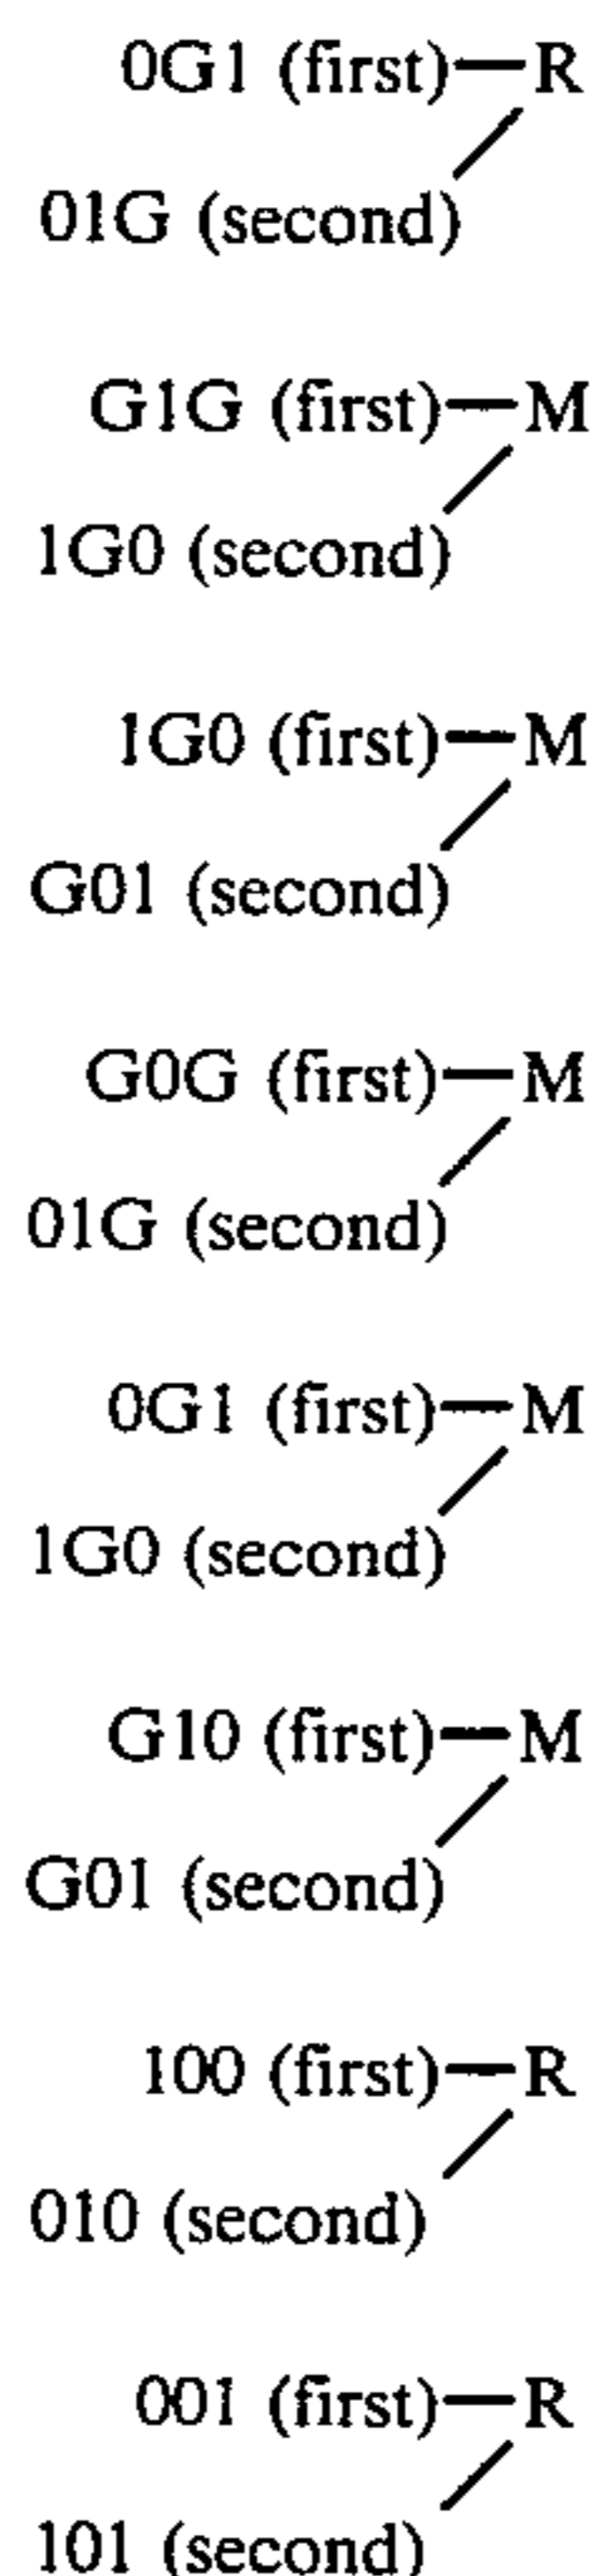 0G1 (first)—R
01G (second)
G1G (first)—M
1G0 (second)
1G0 (first)—M
G01 (second)
G0G (first)—M
01G (second)
0G1 (first)—M
1G0 (second)
G10 (first)—M
G01 (second)
100 (first)—R
010 (second)
001 (first)—R
101 (second)